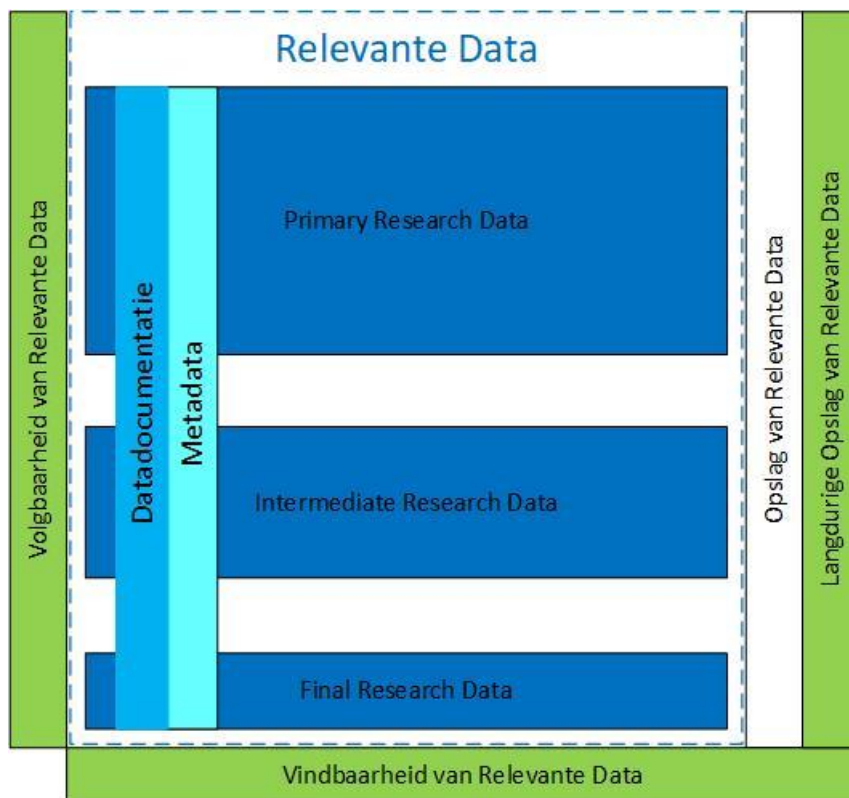 Relevante Data
Volgbaarheid van Relevante Data
Datadocumentatie
Metadata
Primary Research Data
Intermediate Research Data
Final Research Data
Opslag van Relevante Data
Langdurige Opslag van Relevante Data
Vindbaarheid van Relevante Data